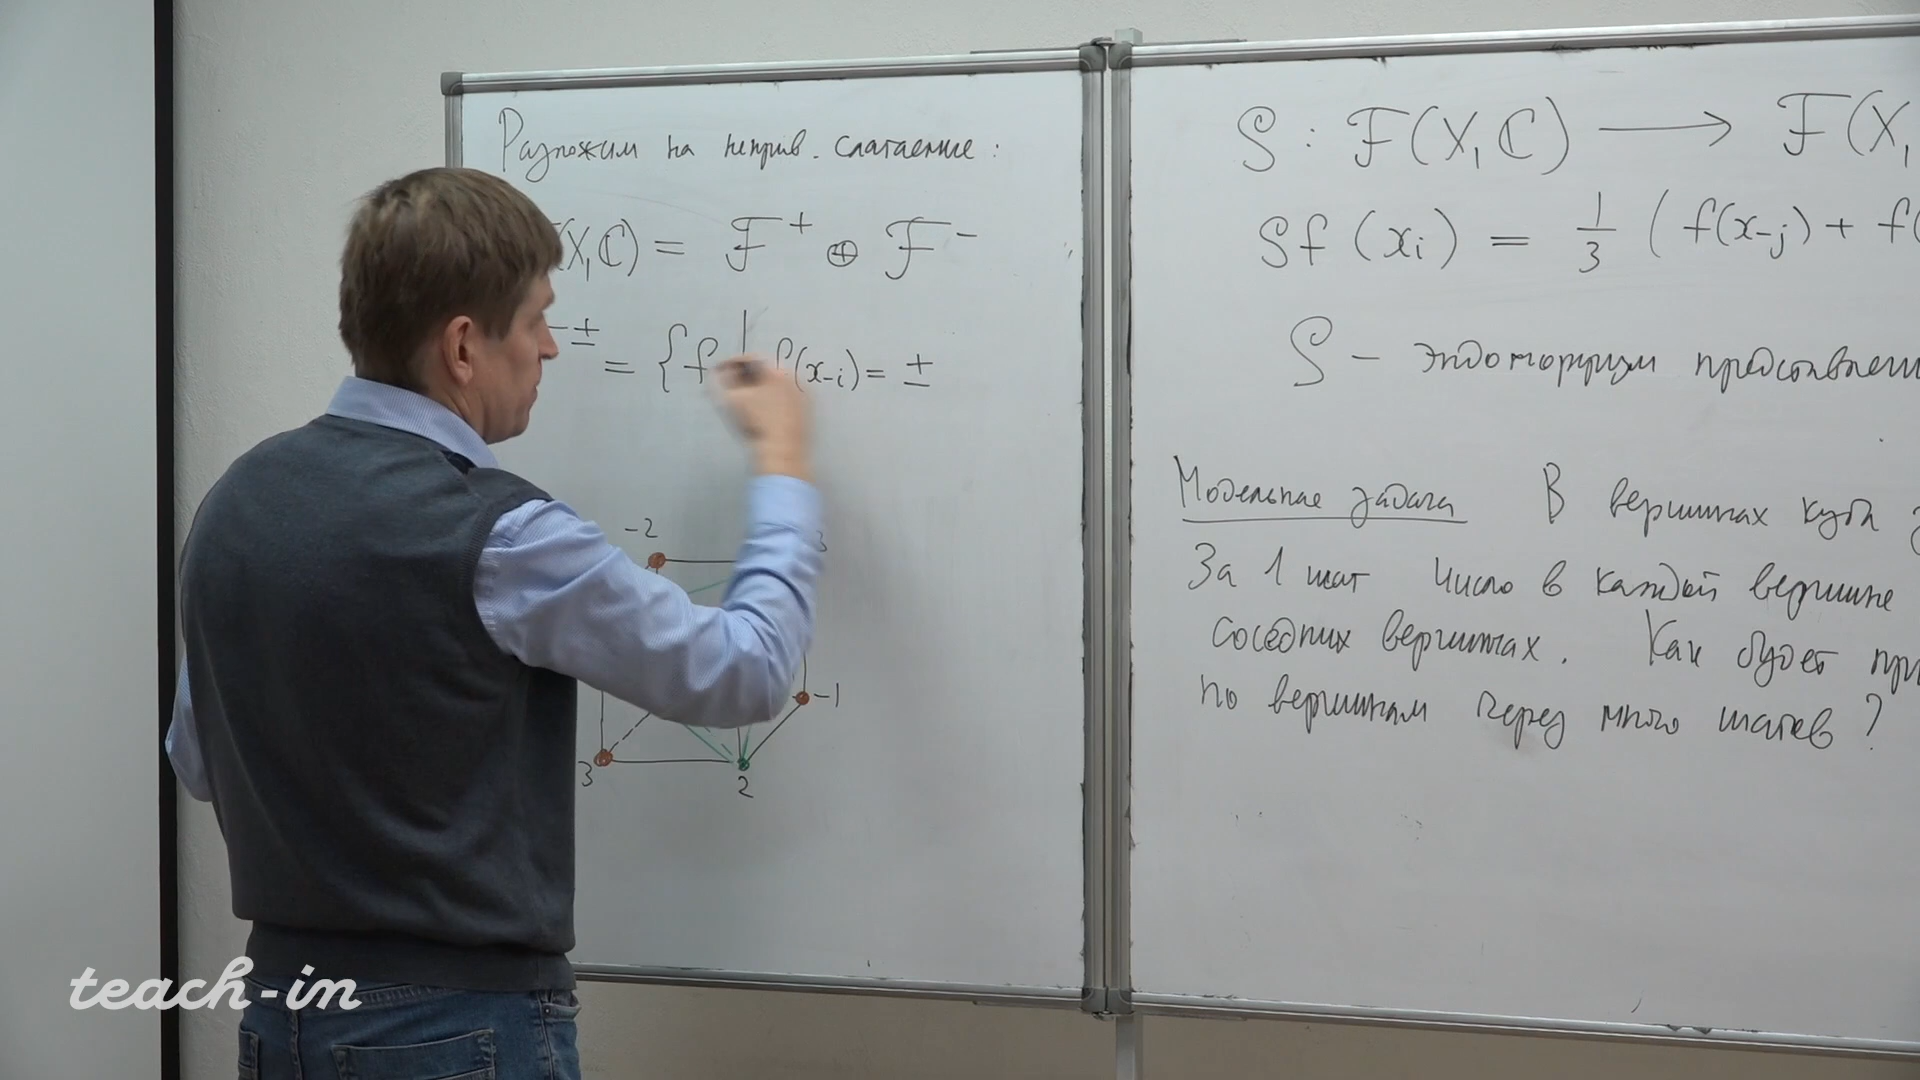 Разложим на неприв. слагаемые:
(X, ℂ) = ℱ⁺ ⊕ ℱ⁻
± = {f | f(x₋ᵢ) = ±
-2
3
-1
3
2
S : ℱ(X, ℂ) ⟶ ℱ(X,
Sf(xᵢ) = 1/3 (f(x₋ⱼ) + f(
S – эндоморфизм
Модельная задача В вершинах куба
За 1 шаг число в каждой вершине
соседних вершинах. Как будет
по вершинам через много шагов?
teach-in